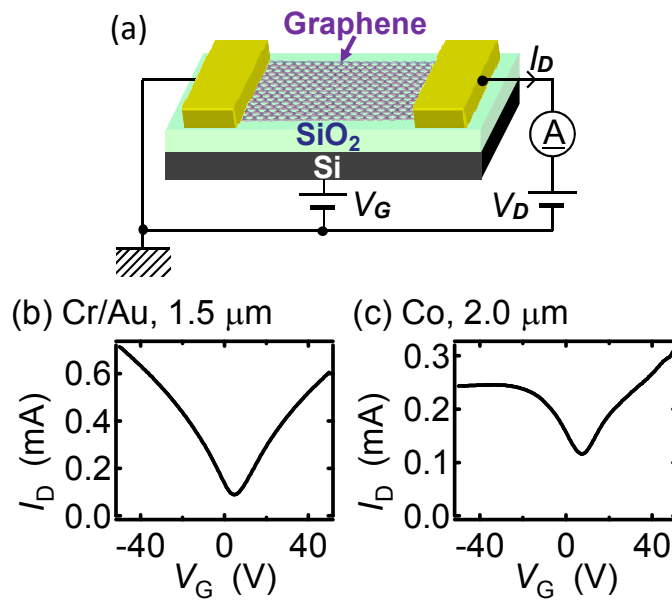 (a)
Graphene
I_D
SiO₂
A
Si
V_G
V_D
(b) Cr/Au, 1.5 μm
(c) Co, 2.0 μm
0.6
0.4
0.2
0.0
I_D (mA)
-40 0 40
V_G (V)
0.3
0.2
0.1
0.0
I_D (mA)
-40 0 40
V_G (V)